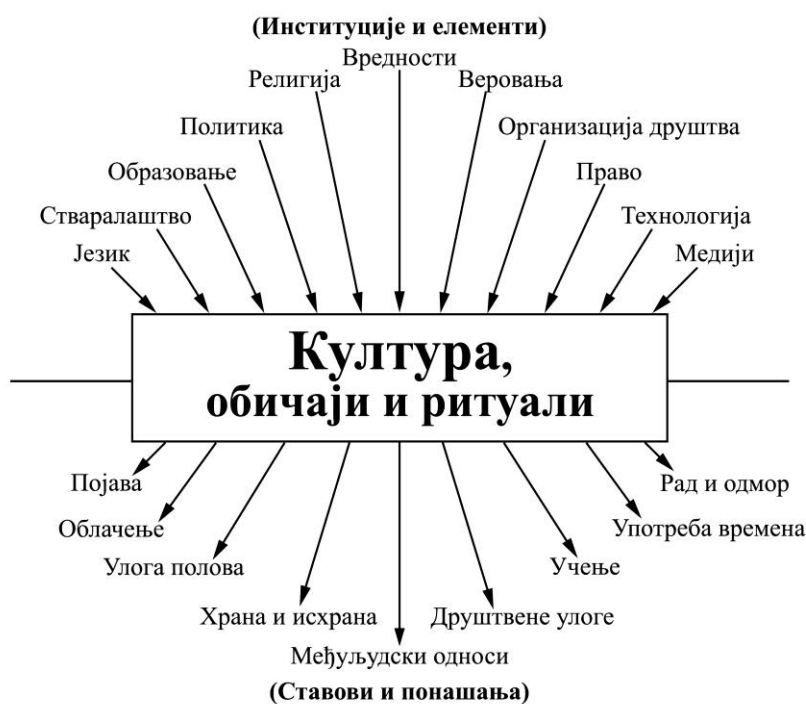 (Институције и елементи)
Вредности
Религија
Веровања
Политика
Организација друштва
Образовање
Право
Стваралаштво
Технологија
Језик
Медији
Култура,
обичаји и ритуали
Појава
Рад и одмор
Облачење
Употреба времена
Улога полова
Учење
Храна и исхрана
Друштвене улоге
Међуљудски односи
(Ставови и понашања)